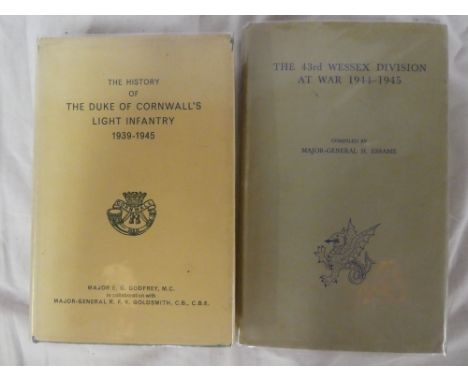 THE HISTORY
OF
THE DUKE OF CORNWALL'S
LIGHT INFANTRY
1939-1945
MAJOR E. G. GODFREY, M.C.
in collaboration with
MAJOR-GENERAL R. F. K. GOLDSMITH, C.B., C.B.E.
THE 43rd WESSEX DIVISION
AT WAR 1944-1945
COMPILED BY
MAJOR-GENERAL H. ESSAME